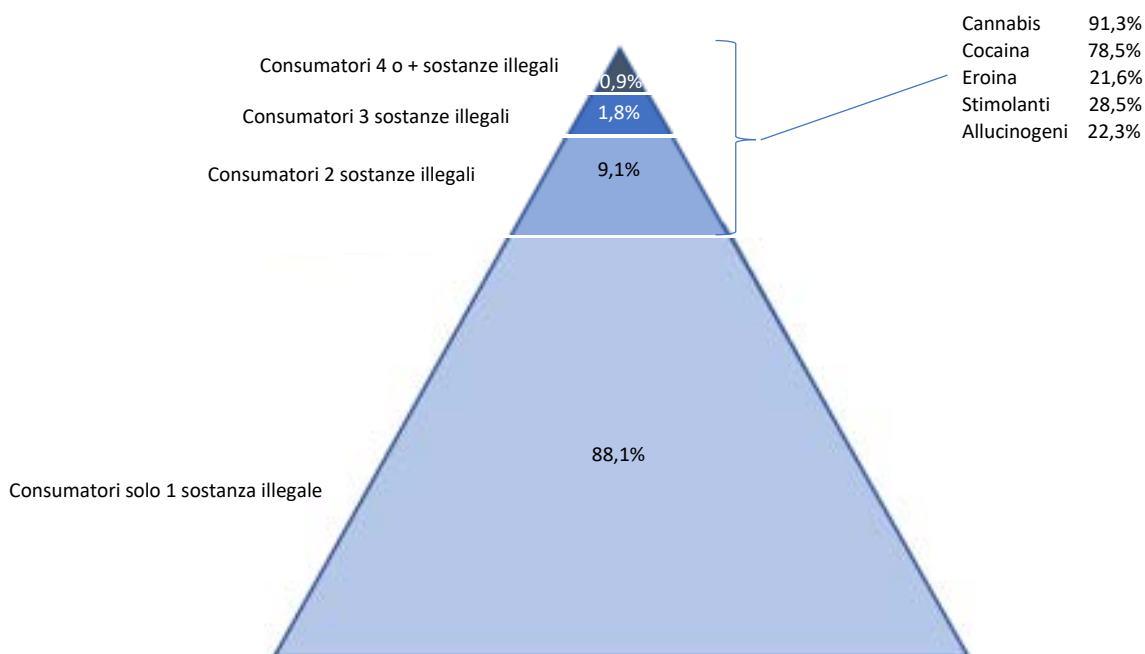 Cannabis 91,3%
Cocaina 78,5%
Eroina 21,6%
Stimolanti 28,5%
Allucinogeni 22,3%
Consumatori 4 o + sostanze illegali 0,9%
Consumatori 3 sostanze illegali 1,8%
Consumatori 2 sostanze illegali 9,1%
88,1%
Consumatori solo 1 sostanza illegale